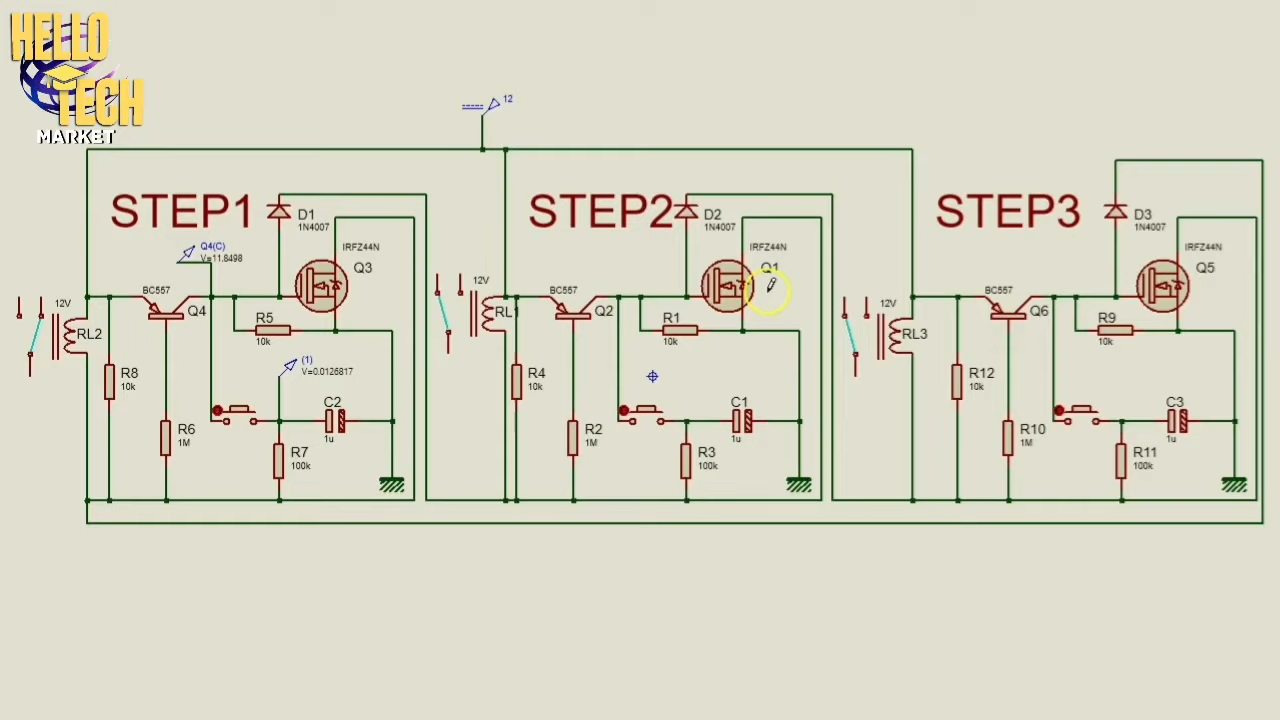 HELLO
TECH
MARKET
12
STEP1
D1
1N4007
IRFZ44N
Q3
Q4(C)
V=11.8498
12V
RL2
BC557
Q4
R5
10k
R8
10k
(1)
V=0.0126817
R6
1M
C2
1u
R7
100k
STEP2
D2
1N4007
IRFZ44N
Q1
12V
RL1
BC557
Q2
R1
10k
R4
10k
R2
1M
C1
1u
R3
100k
STEP3
D3
1N4007
IRFZ44N
Q5
12V
RL3
BC557
Q6
R9
10k
R12
10k
R10
1M
C3
1u
R11
100k